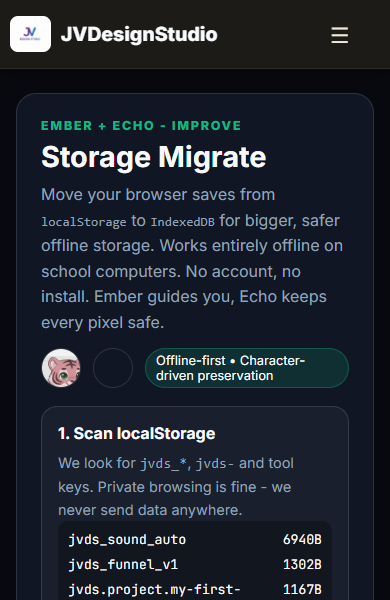 JV
JVDesignStudio
☰
EMBER + ECHO - IMPROVE
Storage Migrate
Move your browser saves from
localStorage to IndexedDB for bigger, safer
offline storage. Works entirely offline on
school computers. No account, no
install. Ember guides you, Echo keeps
every pixel safe.
Offline-first • Character-
driven preservation
1. Scan localStorage
We look for jvds_*, jvds- and tool
keys. Private browsing is fine - we
never send data anywhere.
jvds_sound_auto 6940B
jvds_funnel_v1 1302B
jvds.project.my-first- 1167B